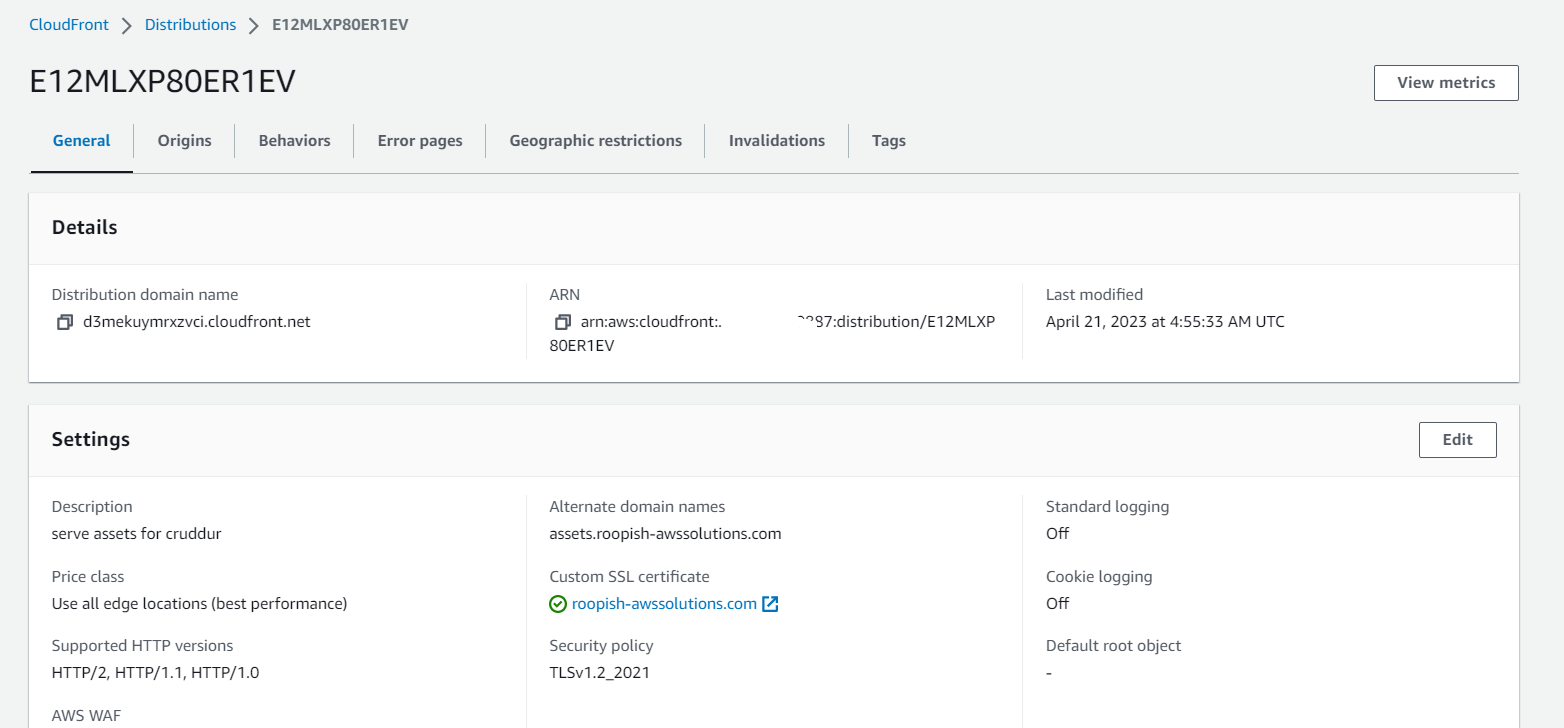 CloudFront > Distributions > E12MLXP80ER1EV
E12MLXP80ER1EV
View metrics
General
Origins
Behaviors
Error pages
Geographic restrictions
Invalidations
Tags
Details
Distribution domain name
d3mekuymrxzvci.cloudfront.net
ARN
arn:aws:cloudfront:. 87:distribution/E12MLXP
80ER1EV
Last modified
April 21, 2023 at 4:55:33 AM UTC
Settings
Edit
Description
serve assets for cruddur
Price class
Use all edge locations (best performance)
Supported HTTP versions
HTTP/2, HTTP/1.1, HTTP/1.0
AWS WAF
Alternate domain names
assets.roopish-awssolutions.com
Custom SSL certificate
roopish-awssolutions.com
Security policy
TLSv1.2_2021
Standard logging
Off
Cookie logging
Off
Default root object
-